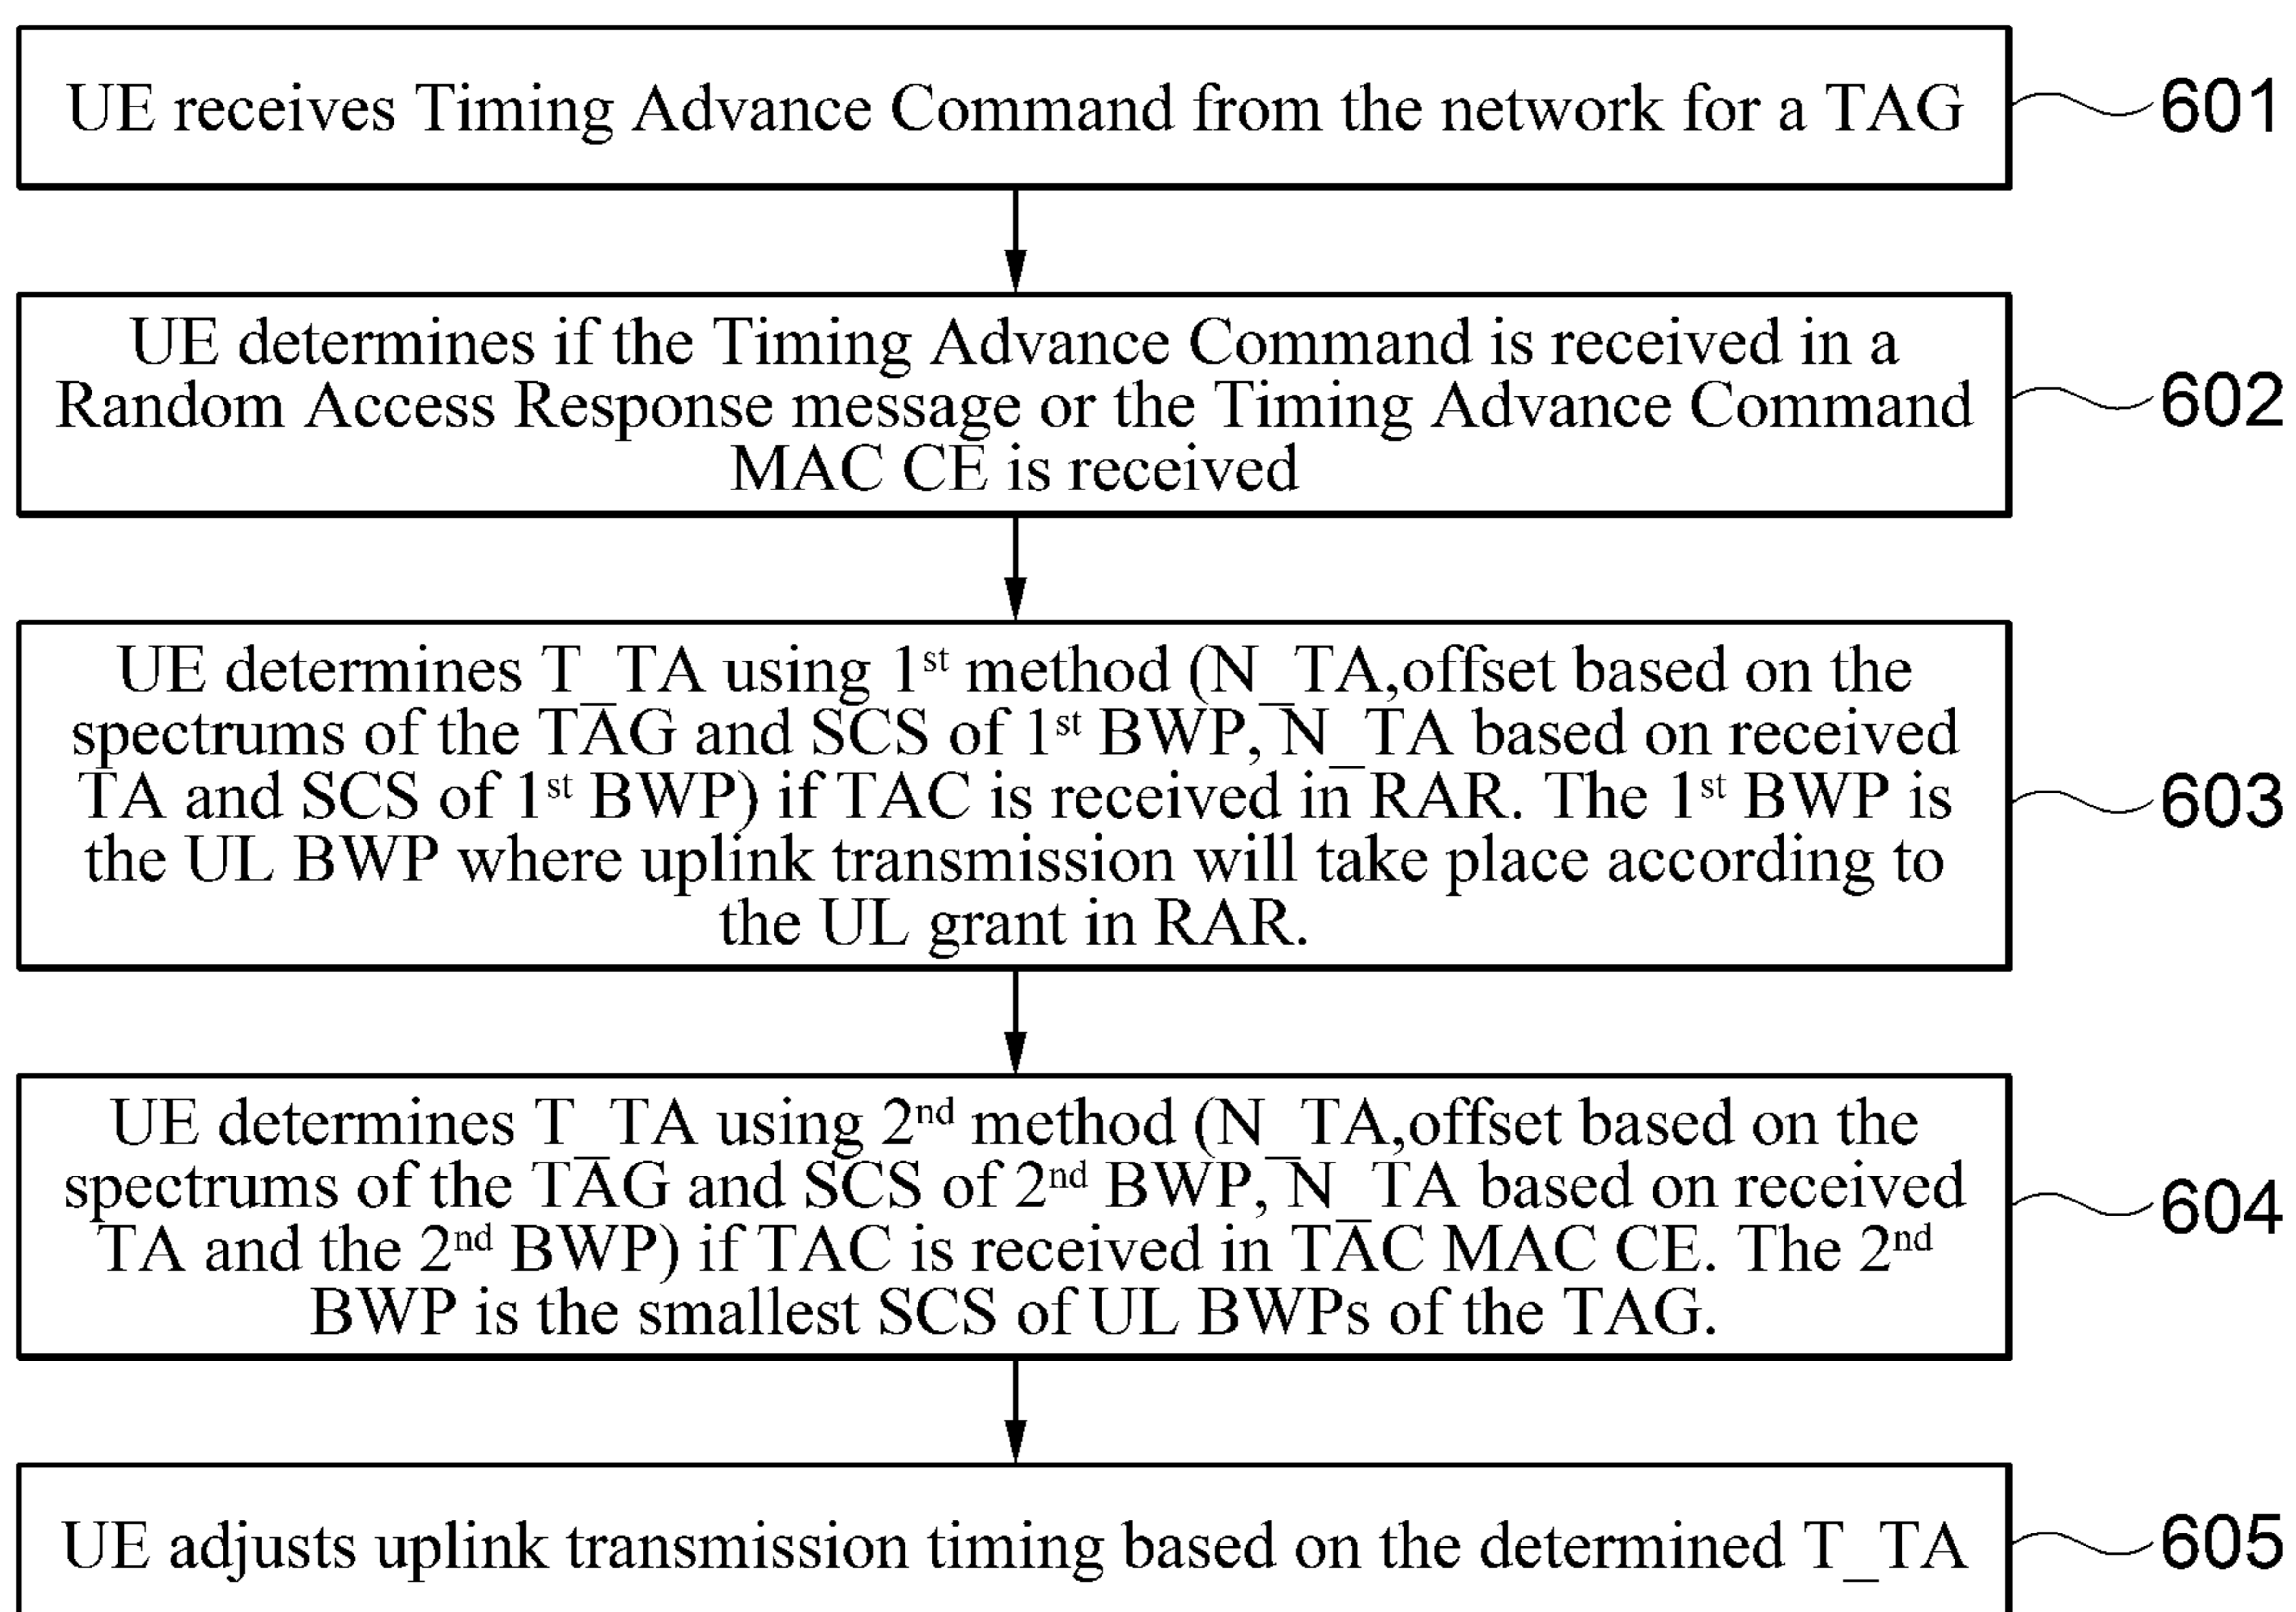 UE receives Timing Advance Command from the network for a TAG
601
UE determines if the Timing Advance Command is received in a
Random Access Response message or the Timing Advance Command
MAC CE is received
602
UE determines T_TA using 1st method (N_TA,offset based on the
spectrums of the TAG and SCS of 1st BWP, N_TA based on received
TA and SCS of 1st BWP) if TAC is received in RAR. The 1st BWP is
the UL BWP where uplink transmission will take place according to
the UL grant in RAR.
603
UE determines T_TA using 2nd method (N_TA,offset based on the
spectrums of the TAG and SCS of 2nd BWP, N_TA based on received
TA and the 2nd BWP) if TAC is received in TAC MAC CE. The 2nd
BWP is the smallest SCS of UL BWPs of the TAG.
604
UE adjusts uplink transmission timing based on the determined T_TA
605